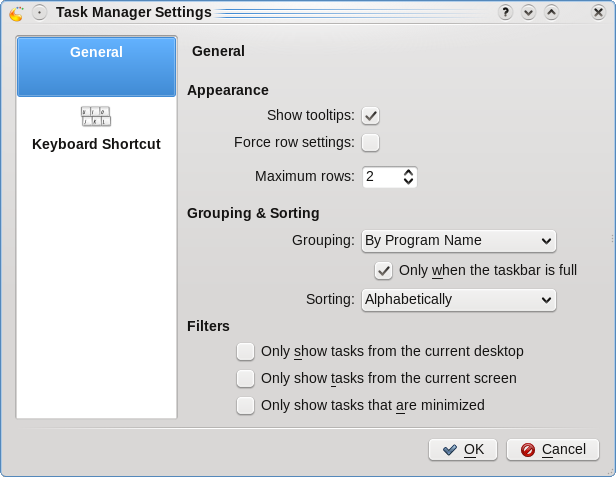 Task Manager Settings
General
Keyboard Shortcut
General
Appearance
Show tooltips:
Force row settings:
Maximum rows: 2
Grouping & Sorting
Grouping: By Program Name
Only when the taskbar is full
Sorting: Alphabetically
Filters
Only show tasks from the current desktop
Only show tasks from the current screen
Only show tasks that are minimized
OK Cancel